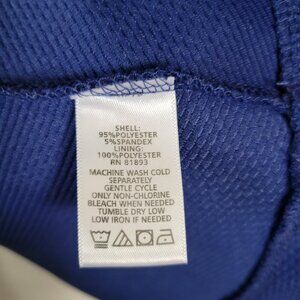 SHELL:
95%POLYESTER
5%SPANDEX
LINING:
100%POLYESTER
RN 81893
MACHINE WASH COLD
SEPARATELY
GENTLE CYCLE
ONLY NON-CHLORINE
BLEACH WHEN NEEDED
TUMBLE DRY LOW
LOW IRON IF NEEDED